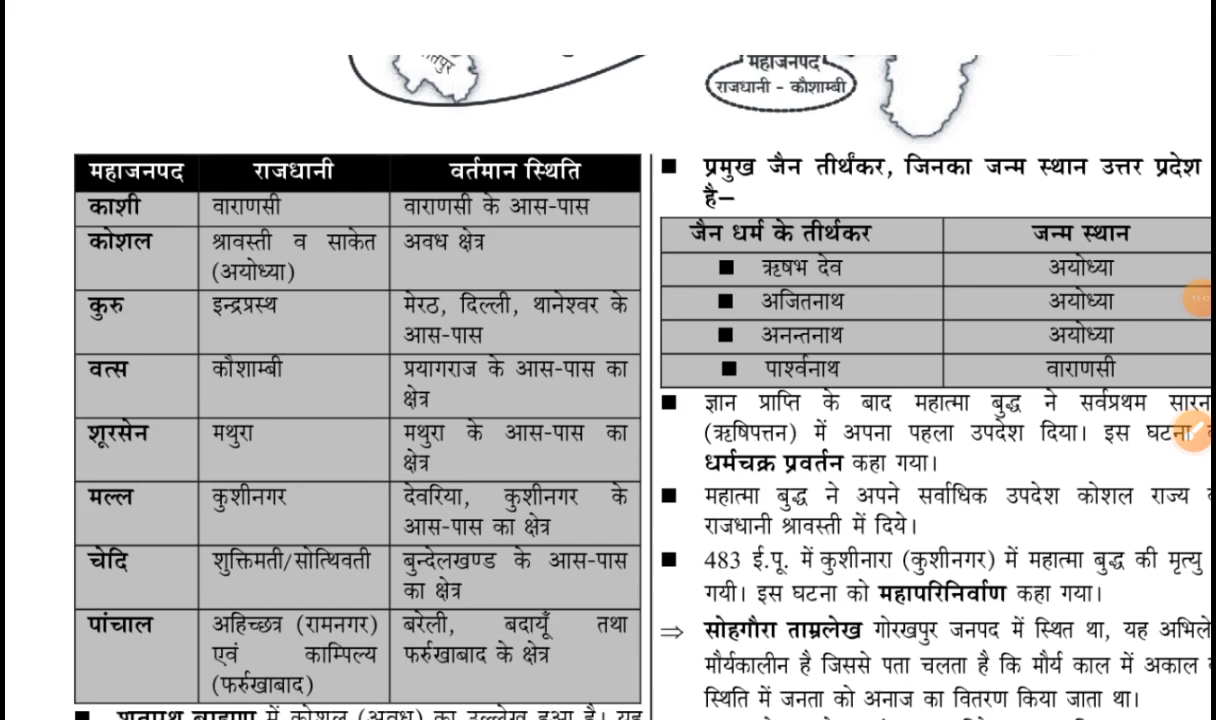 महाजनपद
राजधानी - कौशाम्बी
महाजनपद राजधानी वर्तमान स्थिति
काशी वाराणसी वाराणसी के आस-पास
कोशल श्रावस्ती व साकेत अवध क्षेत्र
(अयोध्या)
कुरु इन्द्रप्रस्थ मेरठ, दिल्ली, थानेश्वर के
आस-पास
वत्स कौशाम्बी प्रयागराज के आस-पास का
क्षेत्र
शूरसेन मथुरा मथुरा के आस-पास का
क्षेत्र
मल्ल कुशीनगर देवरिया, कुशीनगर के
आस-पास का क्षेत्र
चेदि शुक्तिमती/सोत्थिवती बुन्देलखण्ड के आस-पास
का क्षेत्र
पांचाल अहिच्छत्र (रामनगर) बरेली, बदायूँ तथा
एवं काम्पिल्य फर्रुखाबाद के क्षेत्र
(फर्रुखाबाद)
■ शतपथ ब्राह्मण में कोशल (अवध) का उल्लेख हुआ है। यह
■ प्रमुख जैन तीर्थंकर, जिनका जन्म स्थान उत्तर प्रदेश
है–
जैन धर्म के तीर्थंकर जन्म स्थान
■ ऋषभ देव अयोध्या
■ अजितनाथ अयोध्या
■ अनन्तनाथ अयोध्या
■ पार्श्वनाथ वाराणसी
■ ज्ञान प्राप्ति के बाद महात्मा बुद्ध ने सर्वप्रथम सारन
(ऋषिपत्तन) में अपना पहला उपदेश दिया। इस घटना
धर्मचक्र प्रवर्तन कहा गया।
■ महात्मा बुद्ध ने अपने सर्वाधिक उपदेश कोशल राज्य
राजधानी श्रावस्ती में दिये।
■ 483 ई.पू. में कुशीनारा (कुशीनगर) में महात्मा बुद्ध की मृत्यु
गयी। इस घटना को महापरिनिर्वाण कहा गया।
⇒ सोहगौरा ताम्रलेख गोरखपुर जनपद में स्थित था, यह अभिले
मौर्यकालीन है जिससे पता चलता है कि मौर्य काल में अकाल
स्थिति में जनता को अनाज का वितरण किया जाता था।